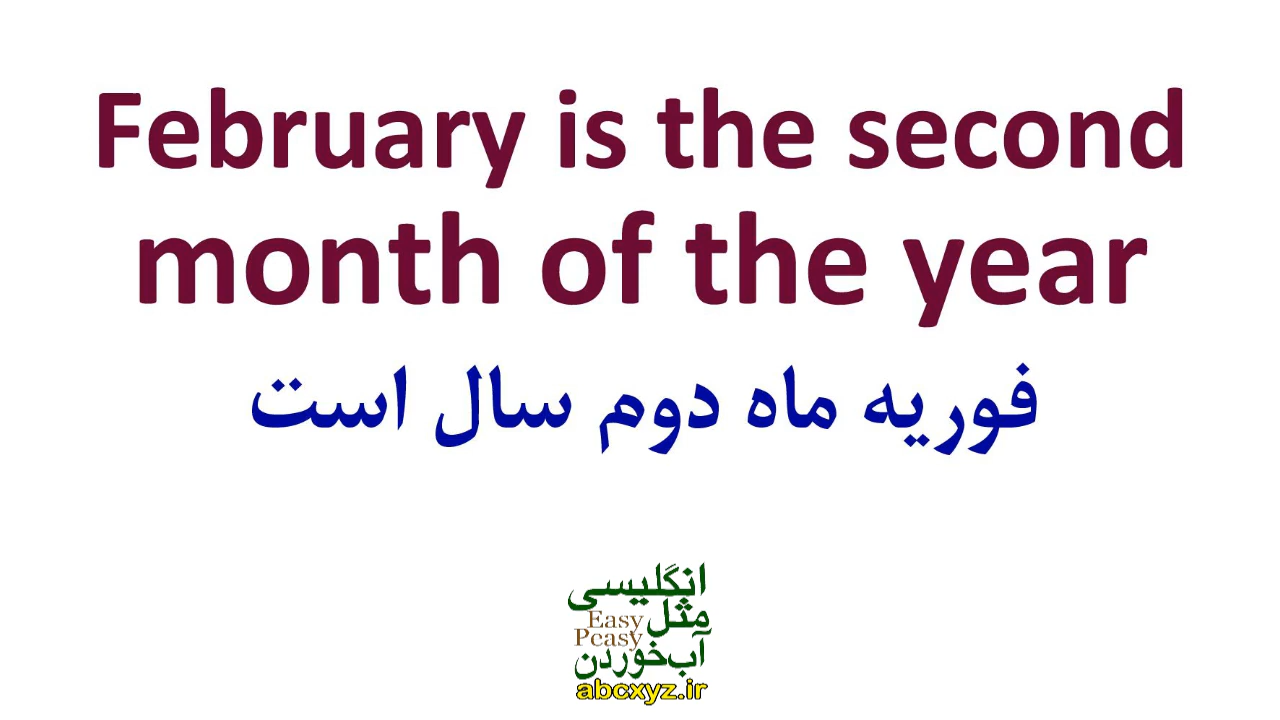 February is the second
month of the year
فوریه ماه دوم سال است
انگلیسی
مثل
Easy
Peasy
آب‌خوردن
abcxyz.ir